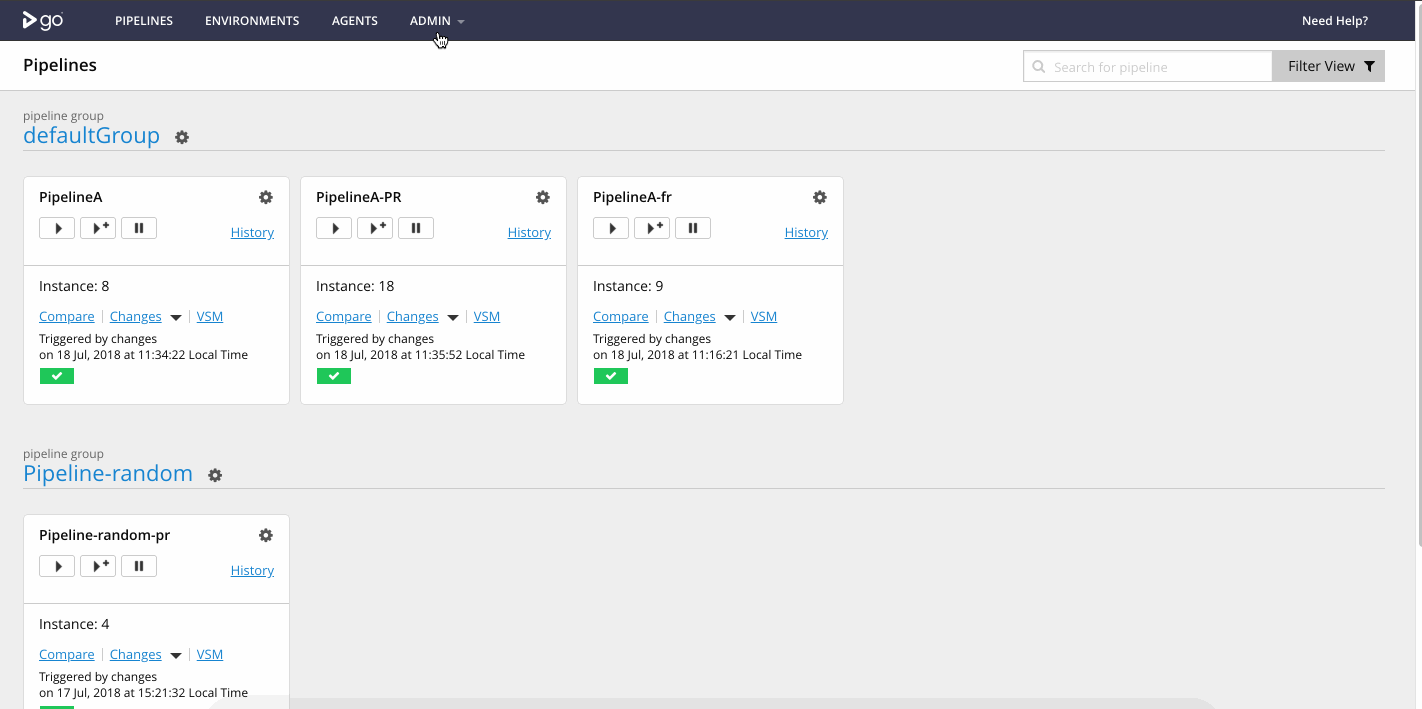 go PIPELINES ENVIRONMENTS AGENTS ADMIN Need Help?
Pipelines Search for pipeline Filter View
pipeline group
defaultGroup
PipelineA PipelineA-PR PipelineA-fr
History History History
Instance: 8 Instance: 18 Instance: 9
Compare Changes VSM Compare Changes VSM Compare Changes VSM
Triggered by changes Triggered by changes Triggered by changes
on 18 Jul, 2018 at 11:34:22 Local Time on 18 Jul, 2018 at 11:35:52 Local Time on 18 Jul, 2018 at 11:16:21 Local Time
pipeline group
Pipeline-random
Pipeline-random-pr
History
Instance: 4
Compare Changes VSM
Triggered by changes
on 17 Jul, 2018 at 15:21:32 Local Time